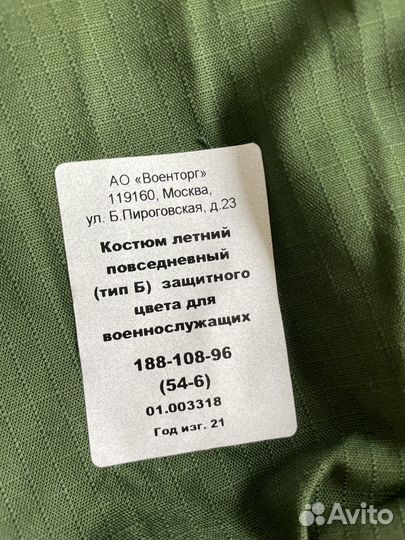 АО «Военторг»
119160, Москва,
ул. Б.Пироговская, д.23
Костюм летний
повседневный
(тип Б) защитного
цвета для
военнослужащих
188-108-96
(54-6)
01.003318
Год изг. 21
Avito